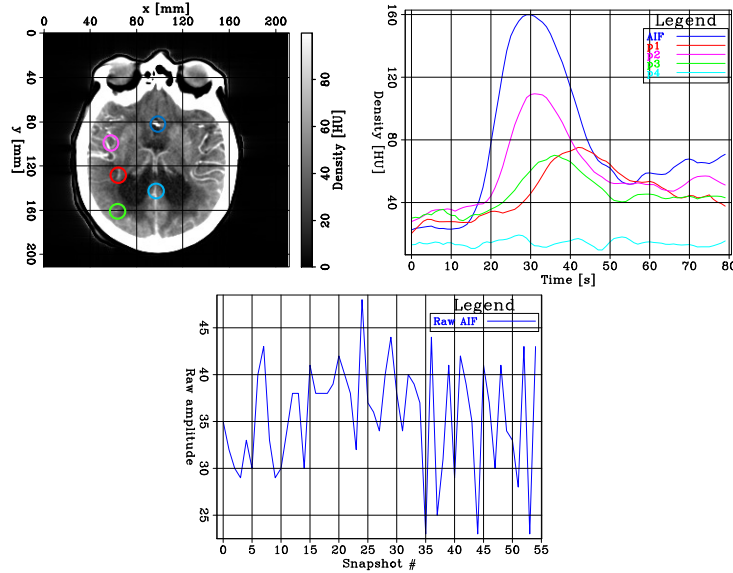 x [mm]
0 40 80 120 160 200
0
40
80
120
160
200
y [mm]
80
60
40
20
0
Density [HU]
Legend
AIF
p1
p2
p3
p4
160
120
80
40
Density [HU]
0 10 20 30 40 50 60 70 80
Time [s]
Legend
Raw AIF
45
40
35
30
25
Raw amplitude
0 5 10 15 20 25 30 35 40 45 50 55
Snapshot #